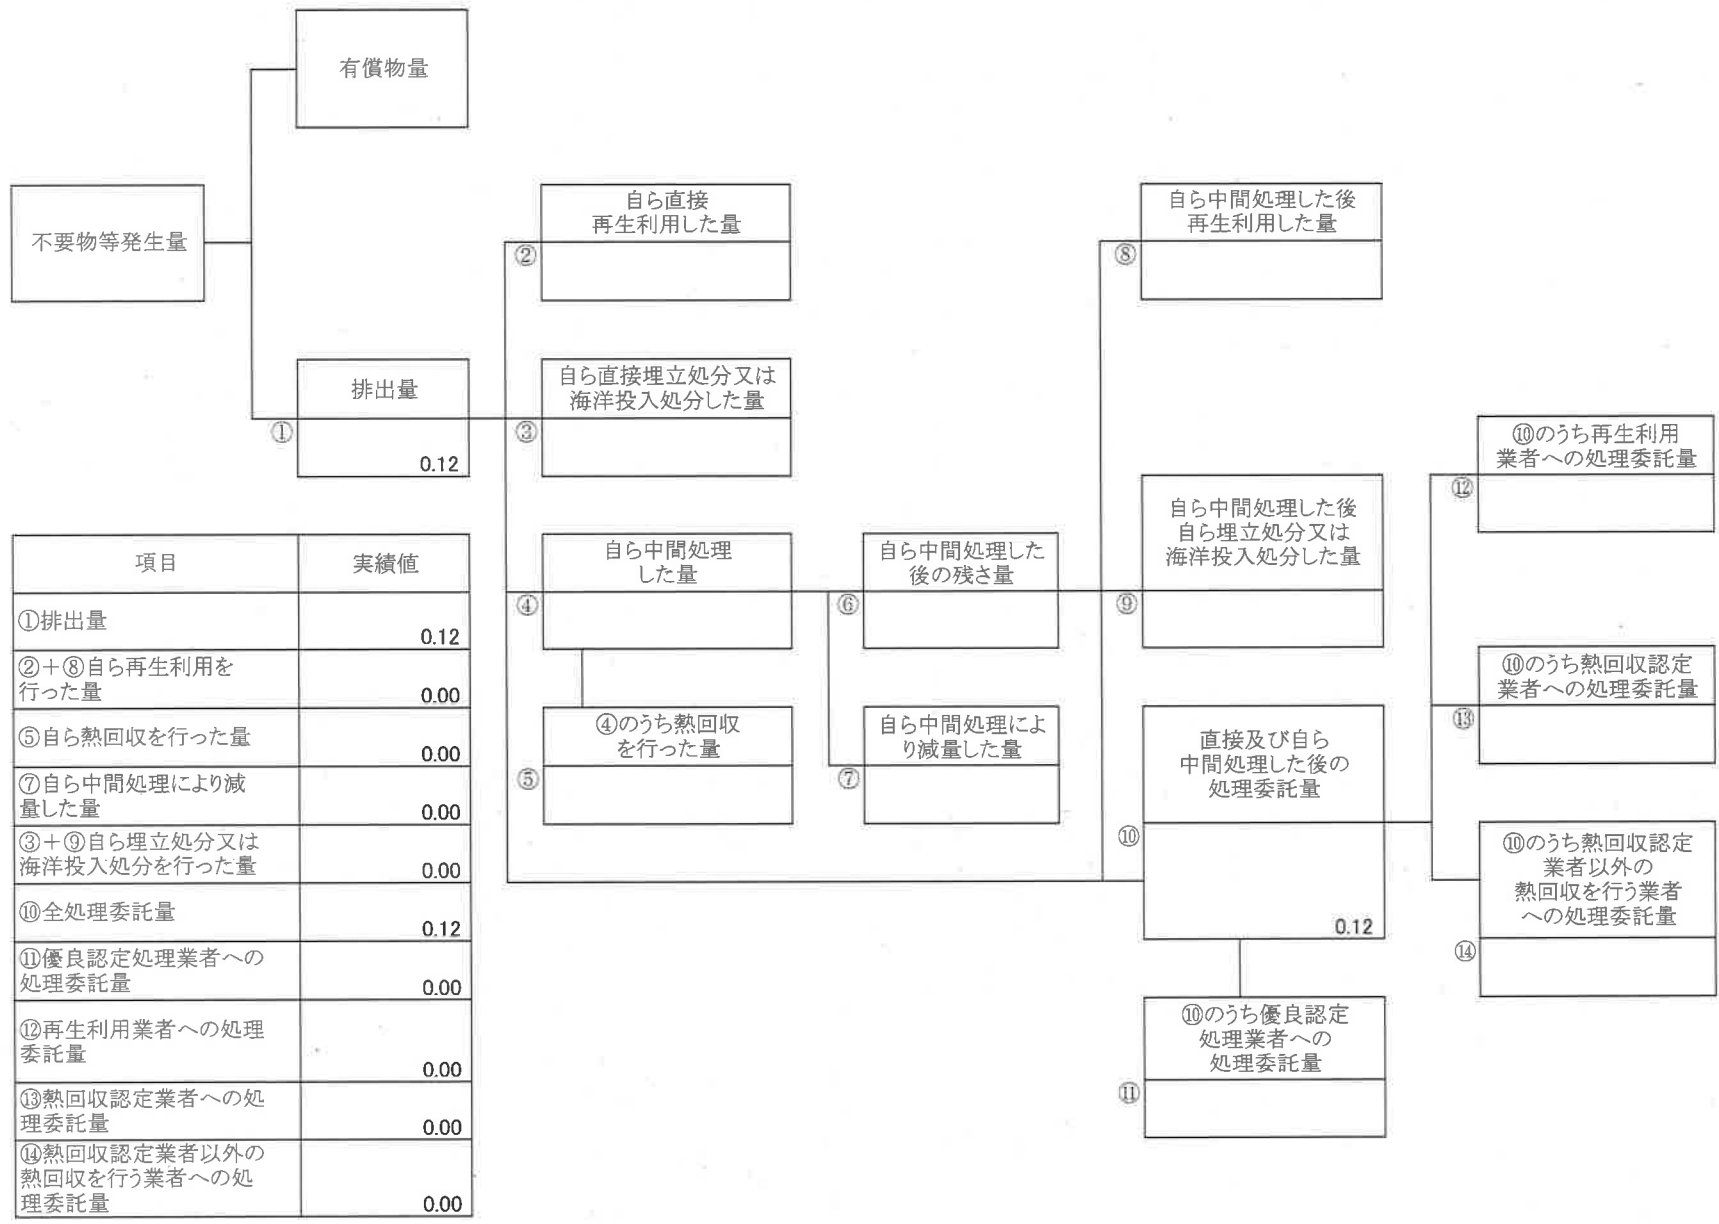 有償物量
不要物等発生量
排出量
①
0.12
自ら直接
再生利用した量
②
自ら直接埋立処分又は
海洋投入処分した量
③
自ら中間処理
した量
④
④のうち熱回収
を行った量
⑤
自ら中間処理した
後の残さ量
⑥
自ら中間処理によ
り減量した量
⑦
自ら中間処理した後
再生利用した量
⑧
自ら中間処理した後
自ら埋立処分又は
海洋投入処分した量
⑨
直接及び自ら
中間処理した後の
処理委託量
⑩
0.12
⑩のうち優良認定
処理業者への
処理委託量
⑪
⑩のうち再生利用
業者への処理委託量
⑫
⑩のうち熱回収認定
業者への処理委託量
⑬
⑩のうち熱回収認定
業者以外の
熱回収を行う業者
への処理委託量
⑭
項目 実績値
①排出量
0.12
②＋⑧自ら再生利用を
行った量
0.00
⑤自ら熱回収を行った量
0.00
⑦自ら中間処理により減
量した量
0.00
③＋⑨自ら埋立処分又は
海洋投入処分を行った量
0.00
⑩全処理委託量
0.12
⑪優良認定処理業者への
処理委託量
0.00
⑫再生利用業者への処理
委託量
0.00
⑬熱回収認定業者への処
理委託量
0.00
⑭熱回収認定業者以外の
熱回収を行う業者への処
理委託量
0.00